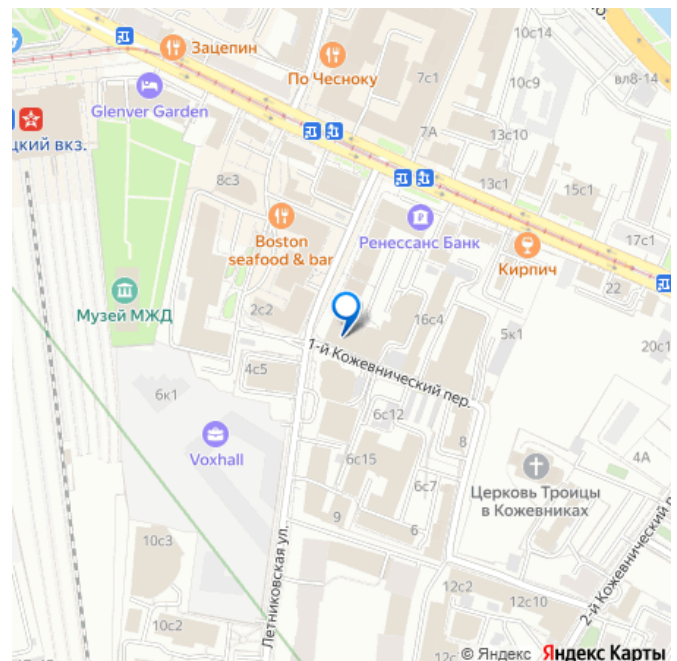 10с14
Зацепин
По Чесноку
7с1
10с9
вл8-14
Glenver Garden
цкий вкз.
7А
13с10
8с3
13с1
15с1
Boston
seafood & bar
Ренессанс Банк
17с1
Кирпич
22
Музей МЖД
2с2
16с4
5к1
20с1
1-й Кожевнический пер.
4с5
6к1
6с12
Voxhall
8
6с15
4А
6с7
Церковь Троицы
в Кожевниках
9
6
10с3
Летниковская ул.
12с2
12с10
2-й Кожевнический п
10с2
© Яндекс Яндекс Карты